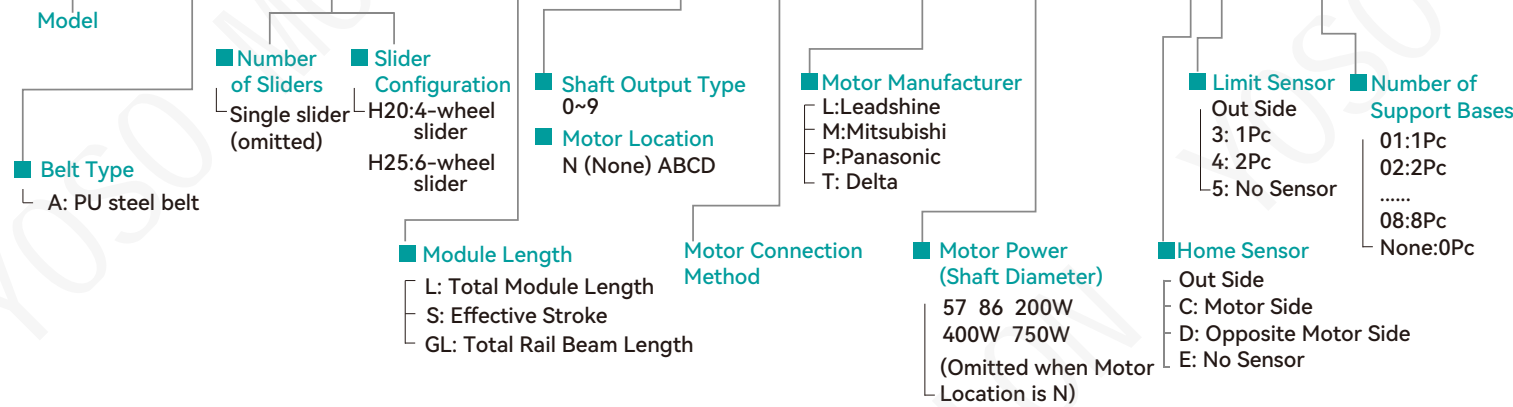 Model
Belt Type
A: PU steel belt
Number
of Sliders
Single slider
(omitted)
Slider
Configuration
H20:4-wheel
slider
H25:6-wheel
slider
Module Length
L: Total Module Length
S: Effective Stroke
GL: Total Rail Beam Length
Shaft Output Type
0~9
Motor Location
N (None) ABCD
Motor Connection
Method
Motor Manufacturer
L:Leadshine
M:Mitsubishi
P:Panasonic
T: Delta
Motor Power
(Shaft Diameter)
57 86 200W
400W 750W
(Omitted when Motor
Location is N)
Home Sensor
Out Side
C: Motor Side
D: Opposite Motor Side
E: No Sensor
Limit Sensor
Out Side
3: 1Pc
4: 2Pc
5: No Sensor
Number of
Support Bases
01:1Pc
02:2Pc
......
08:8Pc
None:0Pc
YOSO
YOSO